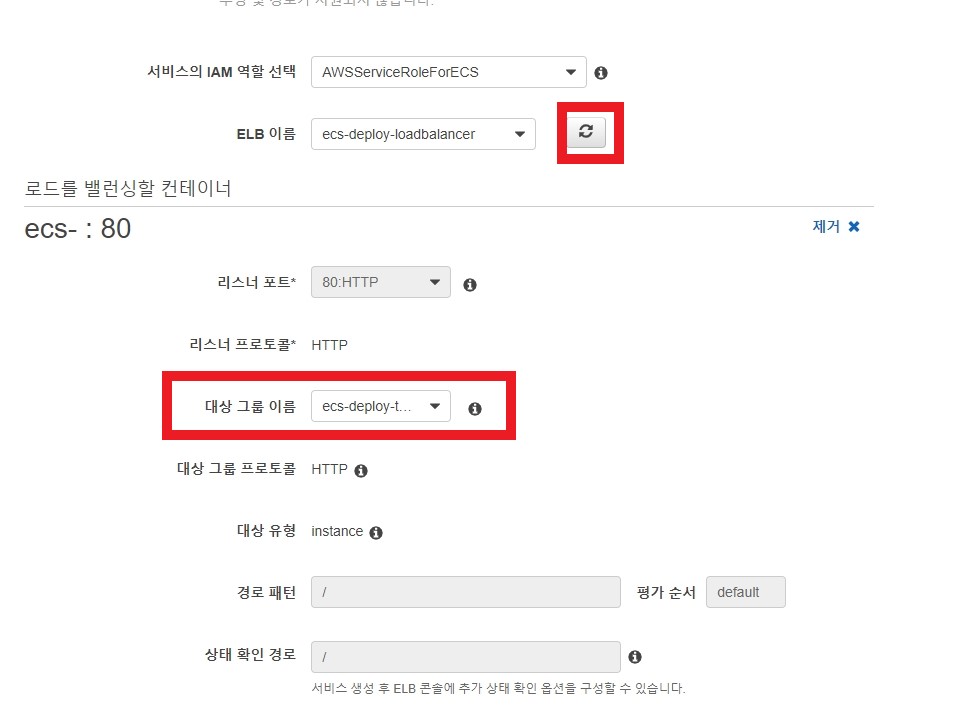 서비스의 IAM 역할 선택 AWSServiceRoleForECS
ELB 이름 ecs-deploy-loadbalancer
로드를 밸런싱할 컨테이너
ecs- : 80 제거
리스너 포트* 80:HTTP
리스너 프로토콜* HTTP
대상 그룹 이름 ecs-deploy-t...
대상 그룹 프로토콜 HTTP
대상 유형 instance
경로 패턴 / 평가 순서 default
상태 확인 경로 /
서비스 생성 후 ELB 콘솔에 추가 상태 확인 옵션을 구성할 수 있습니다.